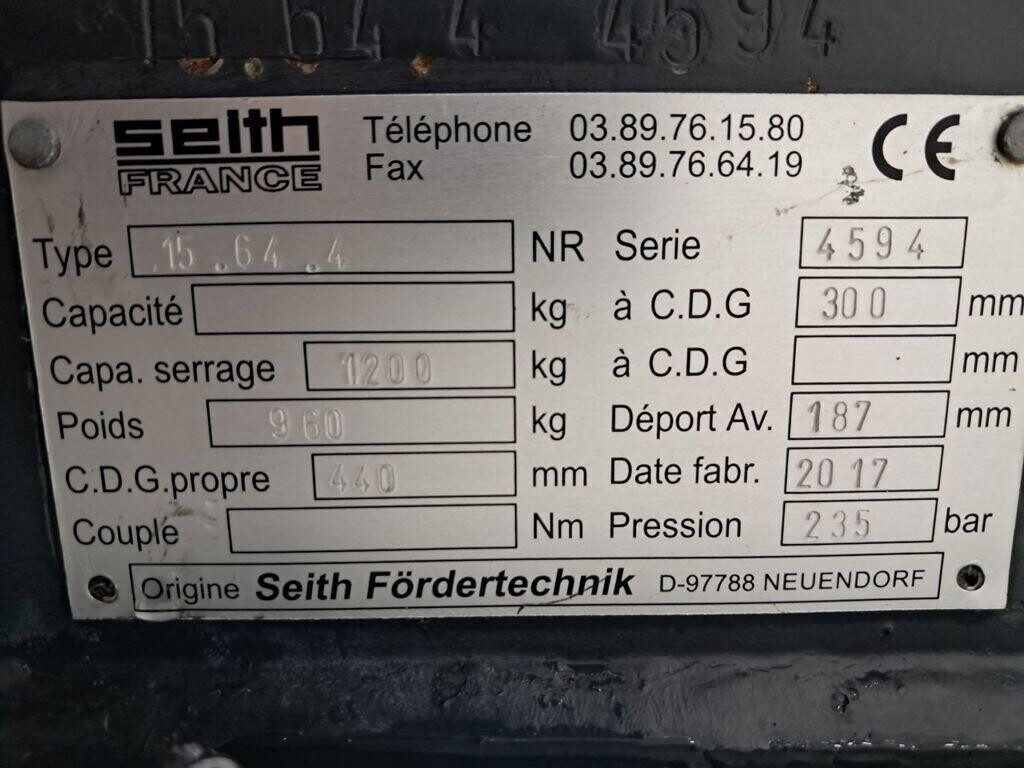 15 64 4 4594
seith FRANCE
Téléphone 03.89.76.15.80
Fax 03.89.76.64.19
CE
Type 15.64.4 NR Serie 4594
Capacité kg à C.D.G 300 mm
Capa. serrage 1200 kg à C.D.G mm
Poids 960 kg Déport Av. 187 mm
C.D.G.propre 440 mm Date fabr. 2017
Couple Nm Pression 235 bar
Origine Seith Fördertechnik D-97788 NEUENDORF